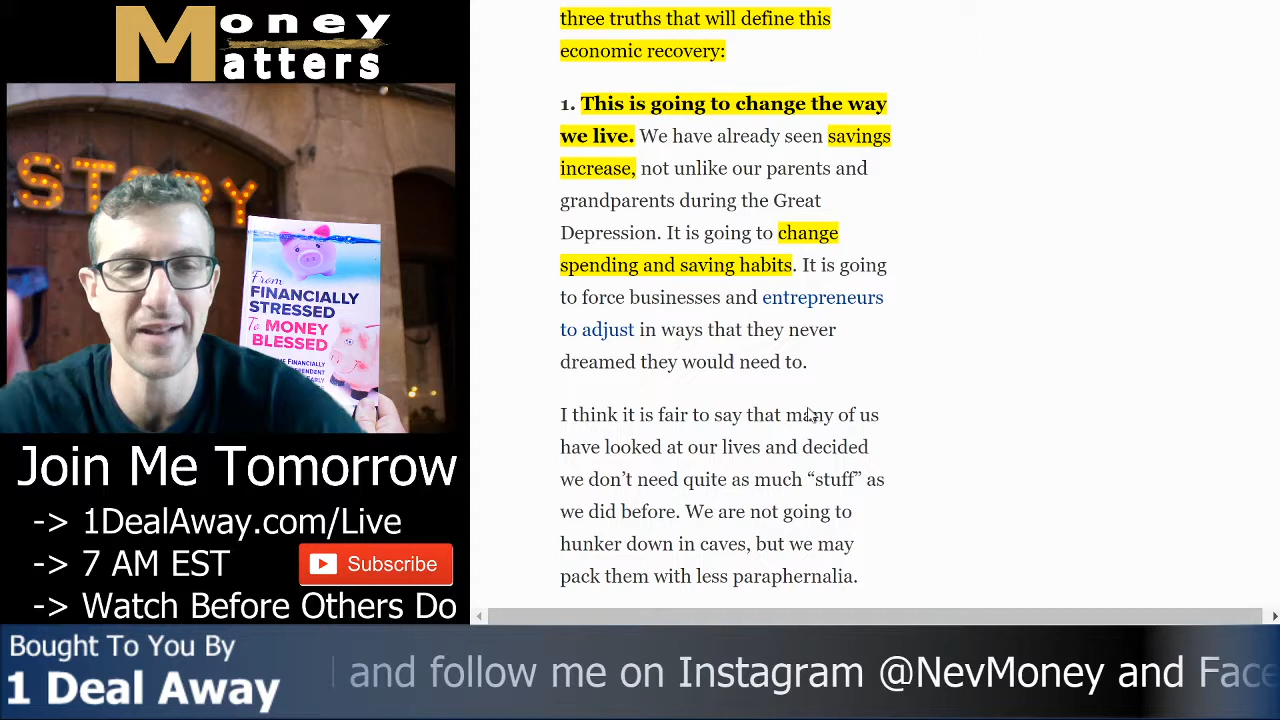 Money
Matters
STORY
From
FINANCIALLY
STRESSED
To MONEY
BLESSED
FINANCIALLY
Join Me Tomorrow
-> 1DealAway.com/Live
-> 7 AM EST
Subscribe
-> Watch Before Others Do
three truths that will define this
economic recovery:
1. This is going to change the way
we live. We have already seen savings
increase, not unlike our parents and
grandparents during the Great
Depression. It is going to change
spending and saving habits. It is going
to force businesses and entrepreneurs
to adjust in ways that they never
dreamed they would need to.
I think it is fair to say that many of us
have looked at our lives and decided
we don’t need quite as much “stuff” as
we did before. We are not going to
hunker down in caves, but we may
pack them with less paraphernalia.
Bought To You By
1 Deal Away
and follow me on Instagram @NevMoney and Face